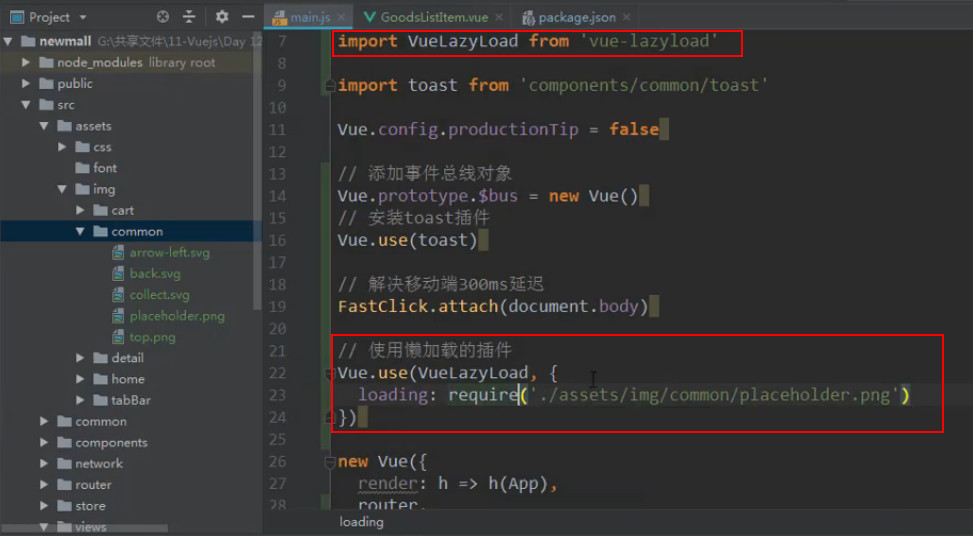 Project
main.js
GoodsListItem.vue
package.json
newmall G:\共享文件\11-Vuejs\Day 12
node_modules library root
public
src
assets
css
font
img
cart
common
arrow-left.svg
back.svg
collect.svg
placeholder.png
top.png
detail
home
tabBar
common
components
network
router
store
views
7 import VueLazyLoad from 'vue-lazyload'
8
9 import toast from 'components/common/toast'
10
11 Vue.config.productionTip = false
12
13 // 添加事件总线对象
14 Vue.prototype.$bus = new Vue()
15 // 安装toast插件
16 Vue.use(toast)
17
18 // 解决移动端300ms延迟
19 FastClick.attach(document.body)
20
21 // 使用懒加载的插件
22 Vue.use(VueLazyLoad, {
23 loading: require('./assets/img/common/placeholder.png')
24 })
25
26 new Vue({
27 render: h => h(App),
28 router,
loading